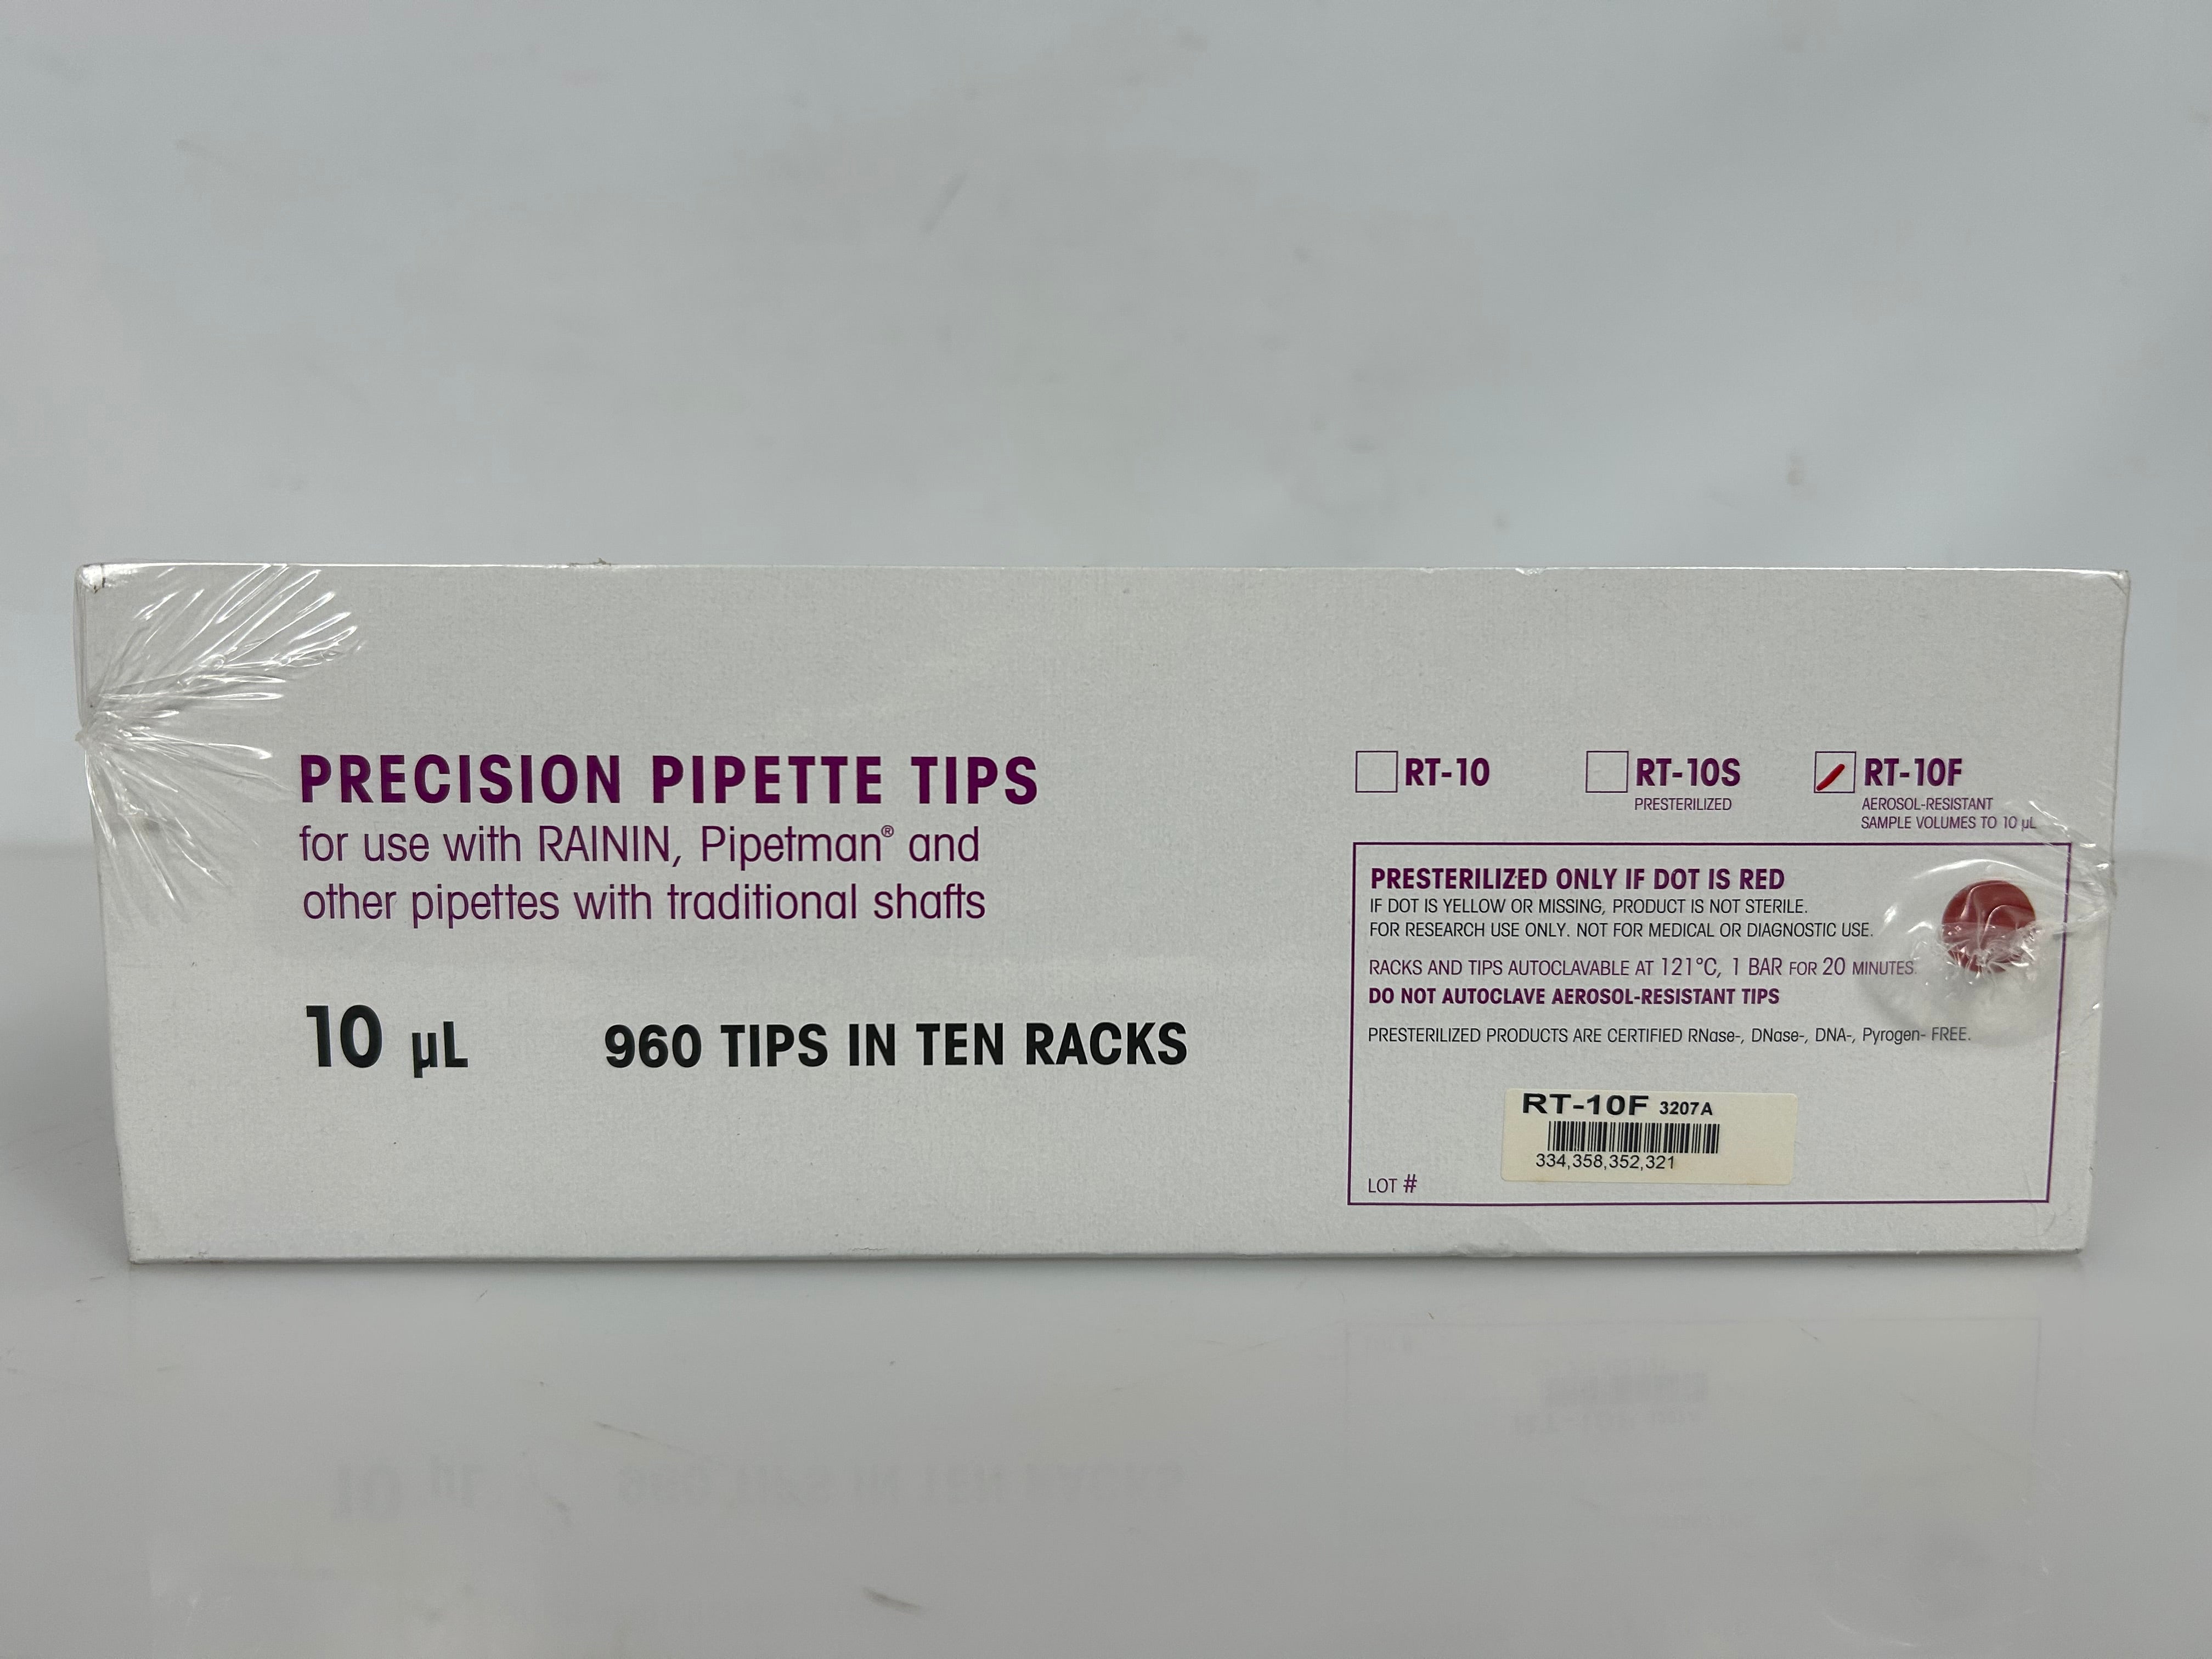 PRECISION PIPETTE TIPS
for use with RAININ, Pipetman® and
other pipettes with traditional shafts
10 µL
960 TIPS IN TEN RACKS
RT-10
RT-10S
PRESTERILIZED
RT-10F
AEROSOL-RESISTANT
SAMPLE VOLUMES TO 10 µL
PRESTERILIZED ONLY IF DOT IS RED
IF DOT IS YELLOW OR MISSING, PRODUCT IS NOT STERILE.
FOR RESEARCH USE ONLY. NOT FOR MEDICAL OR DIAGNOSTIC USE.
RACKS AND TIPS AUTOCLAVABLE AT 121°C, 1 BAR FOR 20 MINUTES.
DO NOT AUTOCLAVE AEROSOL-RESISTANT TIPS
PRESTERILIZED PRODUCTS ARE CERTIFIED RNase-, DNase-, DNA-, Pyrogen- FREE.
RT-10F 3207A
334,358,352,321
LOT #